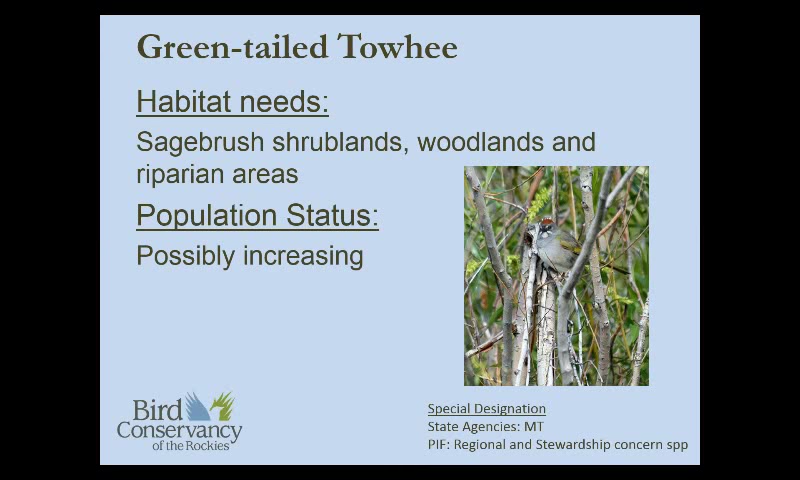 Green-tailed Towhee
Habitat needs:
Sagebrush shrublands, woodlands and
riparian areas
Population Status:
Possibly increasing
Bird
Conservancy
of the Rockies
Special Designation
State Agencies: MT
PIF: Regional and Stewardship concern spp